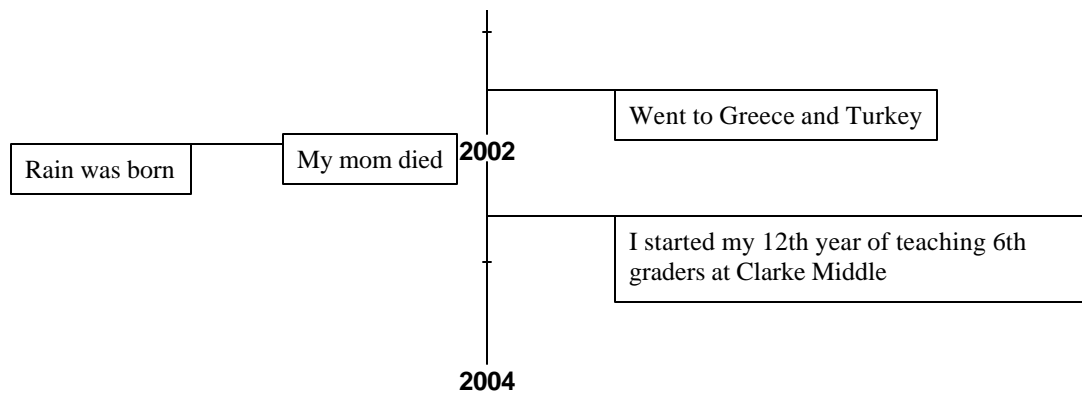 Went to Greece and Turkey
My mom died
2002
Rain was born
I started my 12th year of teaching 6th
graders at Clarke Middle
2004